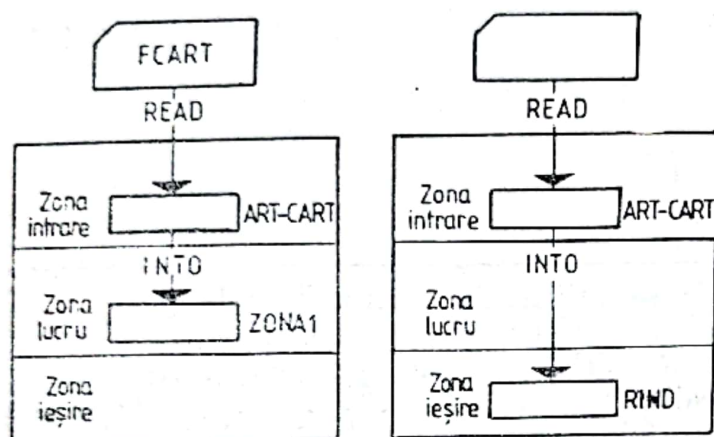 FCART
READ
Zona
intrare
ART-CART
INTO
Zona
lucru
ZONA1
Zona
ieșire
READ
Zona
intrare
ART-CART
INTO
Zona
lucru
Zona
ieșire
RIND